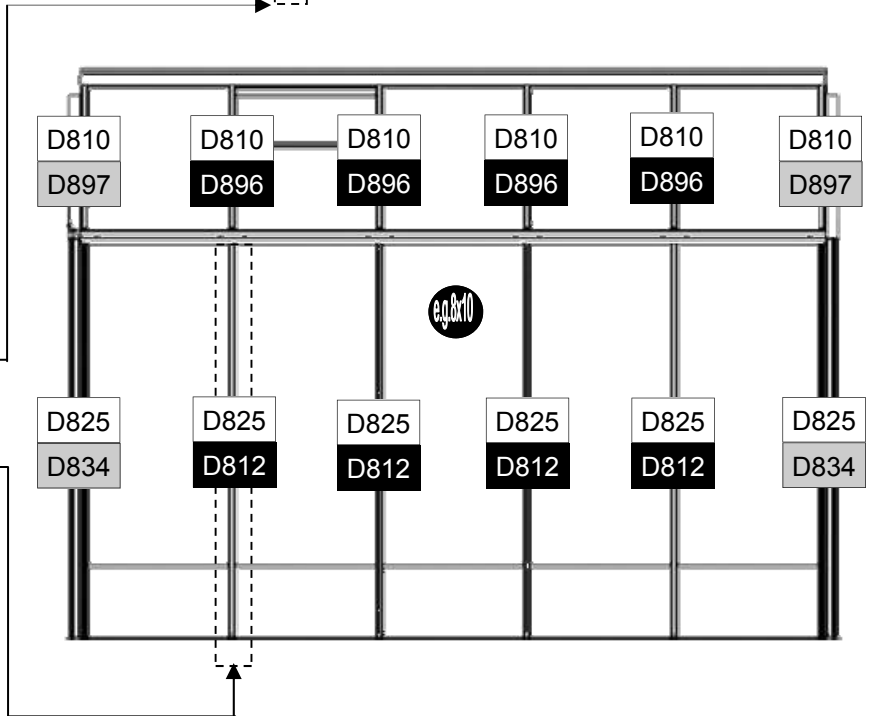 D810 D810 D810 D810 D810 D810
D897 D896 D896 D896 D896 D897
e.g.8x10
D825 D825 D825 D825 D825 D825
D834 D812 D812 D812 D812 D834